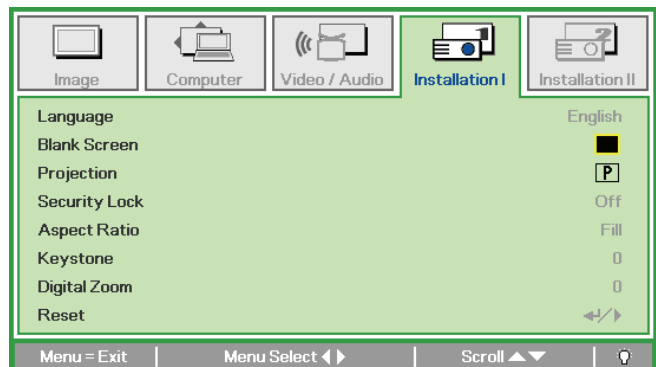 Image Computer Video / Audio Installation I Installation II
Language English
Blank Screen
Projection P
Security Lock Off
Aspect Ratio Fill
Keystone 0
Digital Zoom 0
Reset
Menu = Exit Menu Select Scroll